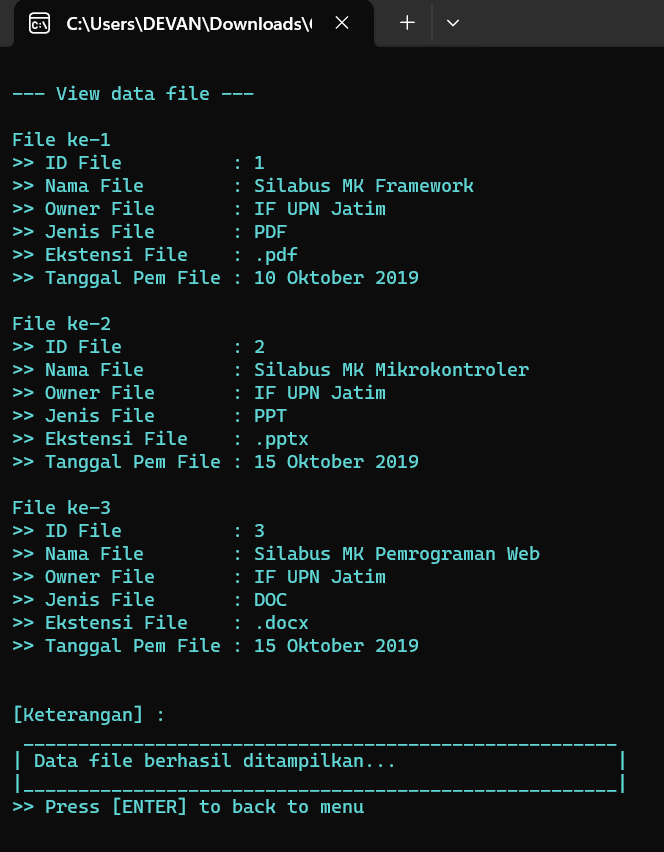 C:\Users\DEVAN\Downloads\
--- View data file ---
File ke-1
>> ID File : 1
>> Nama File : Silabus MK Framework
>> Owner File : IF UPN Jatim
>> Jenis File : PDF
>> Ekstensi File : .pdf
>> Tanggal Pem File : 10 Oktober 2019
File ke-2
>> ID File : 2
>> Nama File : Silabus MK Mikrokontroler
>> Owner File : IF UPN Jatim
>> Jenis File : PPT
>> Ekstensi File : .pptx
>> Tanggal Pem File : 15 Oktober 2019
File ke-3
>> ID File : 3
>> Nama File : Silabus MK Pemrograman Web
>> Owner File : IF UPN Jatim
>> Jenis File : DOC
>> Ekstensi File : .docx
>> Tanggal Pem File : 15 Oktober 2019
[Keterangan] :
______________________________________________________
| Data file berhasil ditampilkan... |
|______________________________________________________|
>> Press [ENTER] to back to menu